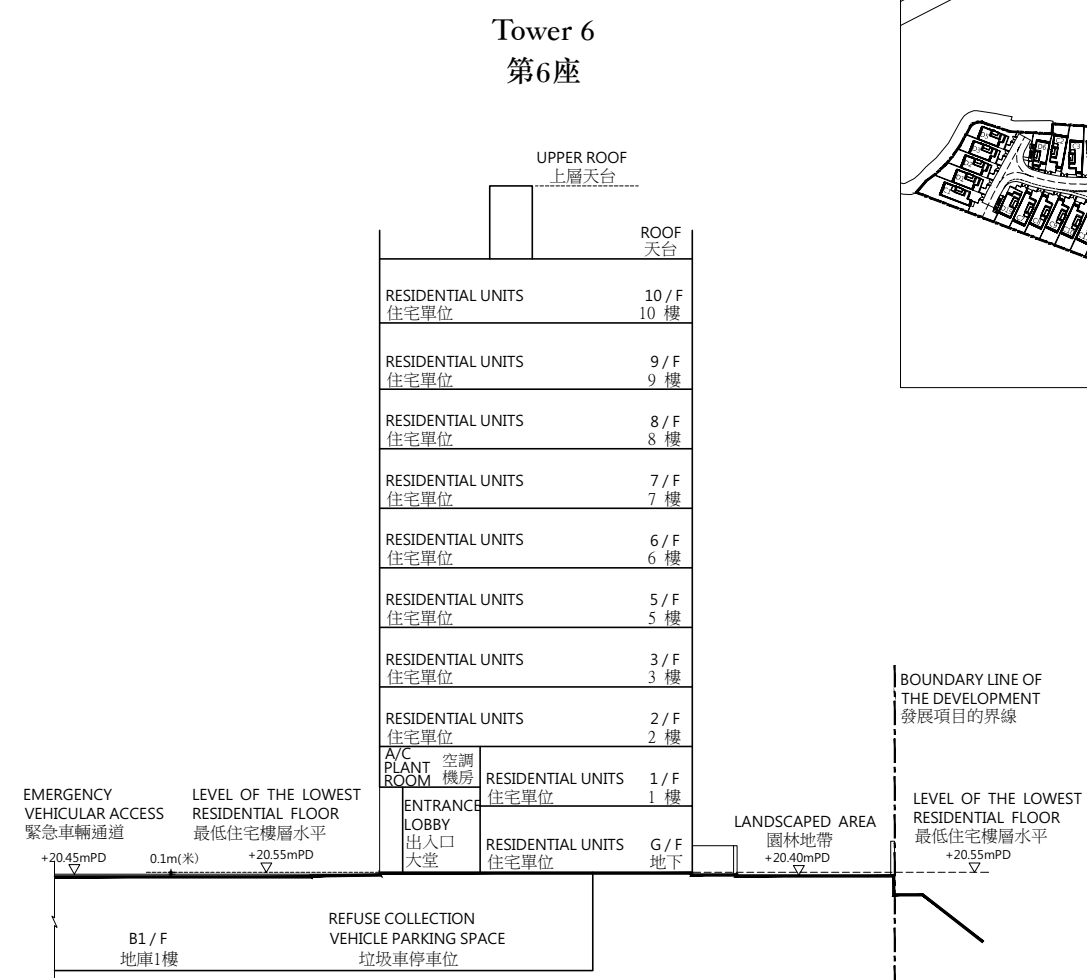 Tower 6
第6座
UPPER ROOF
上層天台
ROOF
天台
RESIDENTIAL UNITS 10 / F
住宅單位 10 樓
RESIDENTIAL UNITS 9 / F
住宅單位 9 樓
RESIDENTIAL UNITS 8 / F
住宅單位 8 樓
RESIDENTIAL UNITS 7 / F
住宅單位 7 樓
RESIDENTIAL UNITS 6 / F
住宅單位 6 樓
RESIDENTIAL UNITS 5 / F
住宅單位 5 樓
RESIDENTIAL UNITS 3 / F
住宅單位 3 樓
RESIDENTIAL UNITS 2 / F
住宅單位 2 樓
A/C
PLANT
ROOM
空調
機房
RESIDENTIAL UNITS 1 / F
住宅單位 1 樓
ENTRANCE
LOBBY
出入口
大堂
RESIDENTIAL UNITS G / F
住宅單位 地下
BOUNDARY LINE OF
THE DEVELOPMENT
發展項目的界線
EMERGENCY
VEHICULAR ACCESS
緊急車輛通道
+20.45mPD
0.1m(米)
LEVEL OF THE LOWEST
RESIDENTIAL FLOOR
最低住宅樓層水平
+20.55mPD
LANDSCAPED AREA
園林地帶
+20.40mPD
LEVEL OF THE LOWEST
RESIDENTIAL FLOOR
最低住宅樓層水平
+20.55mPD
B1 / F
地庫1樓
REFUSE COLLECTION
VEHICLE PARKING SPACE
垃圾車停車位